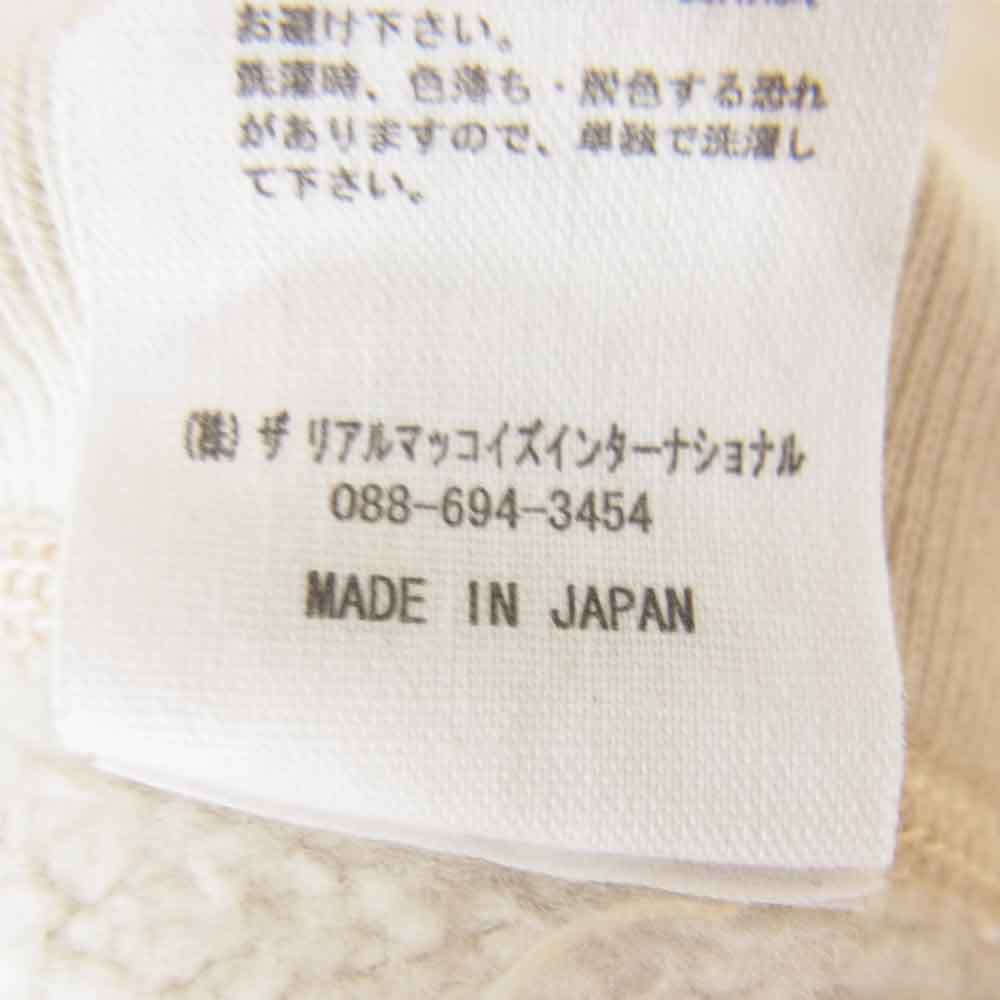 お避け下さい。
洗濯時、色落ち・脱色する恐れ
がありますので、単独で洗濯し
て下さい。
(株) ザ リアルマッコイズインターナショナル
088-694-3454
MADE IN JAPAN